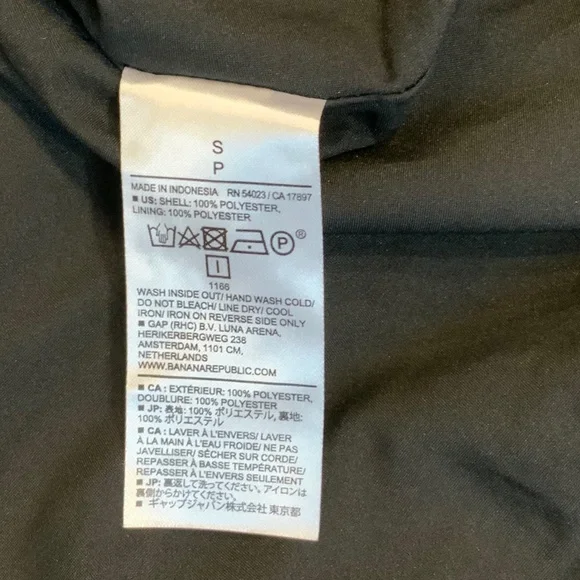 S
P
MADE IN INDONESIA RN 54023 / CA 17897
■ US: SHELL: 100% POLYESTER,
LINING: 100% POLYESTER
P ®
I
1166
WASH INSIDE OUT/ HAND WASH COLD/
DO NOT BLEACH/ LINE DRY/ COOL
IRON/ IRON ON REVERSE SIDE ONLY
■ GAP (RHC) B.V. LUNA ARENA,
HERIKERBERGWEG 238
AMSTERDAM, 1101 CM,
NETHERLANDS
WWW.BANANAREPUBLIC.COM
■ CA : EXTÉRIEUR: 100% POLYESTER,
DOUBLURE: 100% POLYESTER
■ JP: 表地: 100% ポリエステル, 裏地:
100% ポリエステル
■ CA : LAVER À L'ENVERS/ LAVER
À LA MAIN À L'EAU FROIDE/ NE PAS
JAVELLISER/ SÉCHER SUR CORDE/
REPASSER À BASSE TEMPÉRATURE/
REPASSER À L'ENVERS SEULEMENT
■ JP: 裏返して洗ってください。アイロンは
裏側からかけてください。
■ ギャップジャパン株式会社 東京都